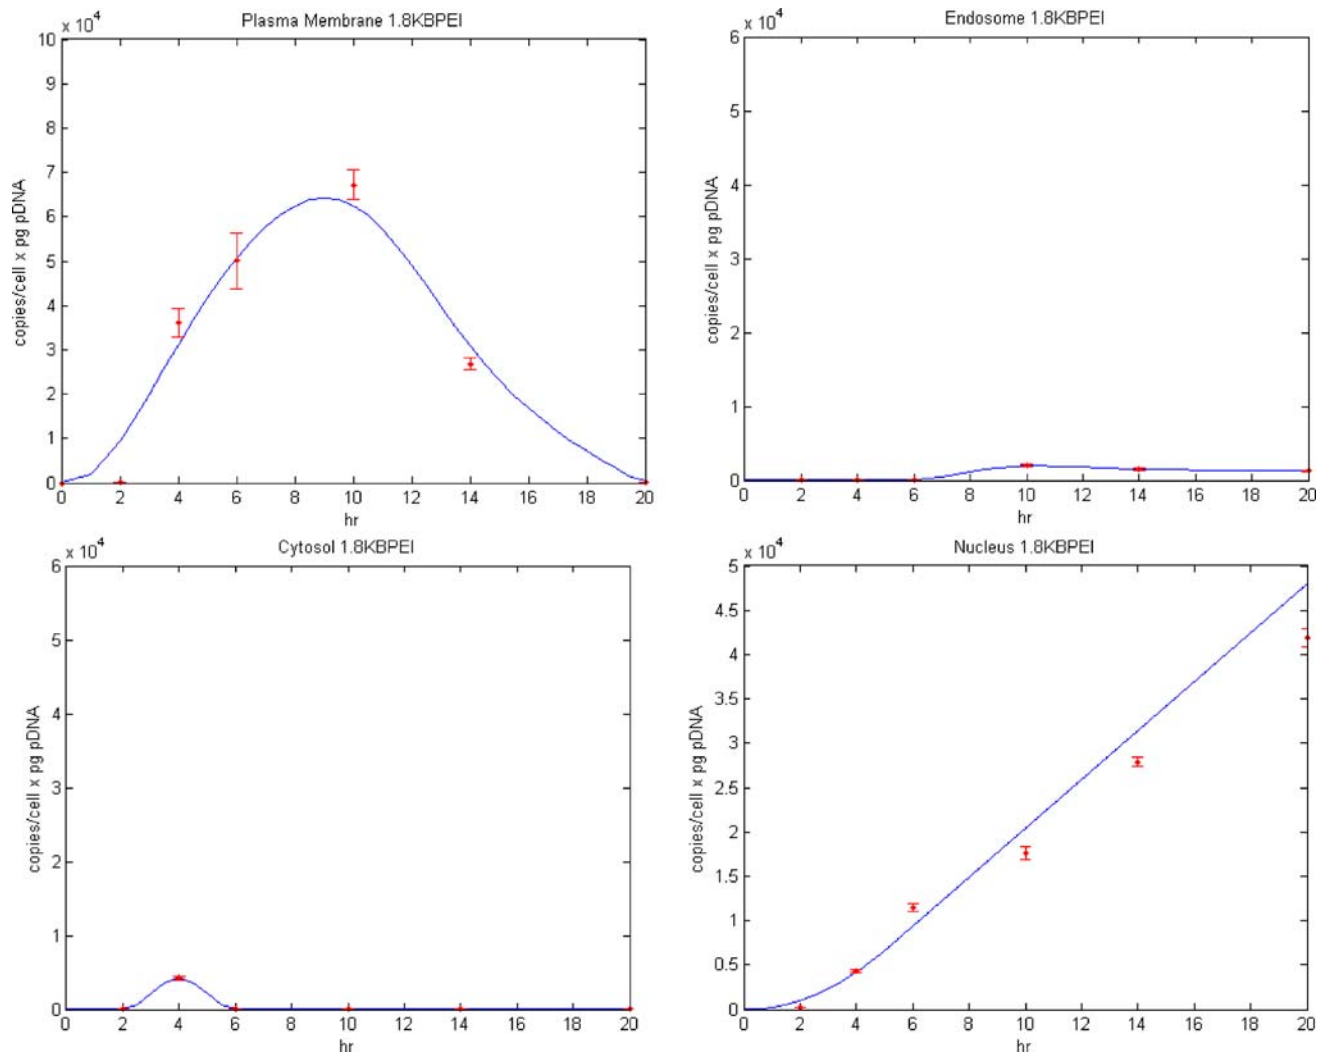 Plasma Membrane 1.8KBPEI
x 10^4
10
9
8
7
6
5
4
3
2
1
0
copies/cell x pg pDNA
0 2 4 6 8 10 12 14 16 18 20
hr
Endosome 1.8KBPEI
x 10^4
6
5
4
3
2
1
0
copies/cell x pg pDNA
0 2 4 6 8 10 12 14 16 18 20
hr
Cytosol 1.8KBPEI
x 10^4
6
5
4
3
2
1
0
copies/cell x pg pDNA
0 2 4 6 8 10 12 14 16 18 20
hr
Nucleus 1.8KBPEI
x 10^4
5
4.5
4
3.5
3
2.5
2
1.5
1
0.5
0
copies/cell x pg pDNA
0 2 4 6 8 10 12 14 16 18 20
hr